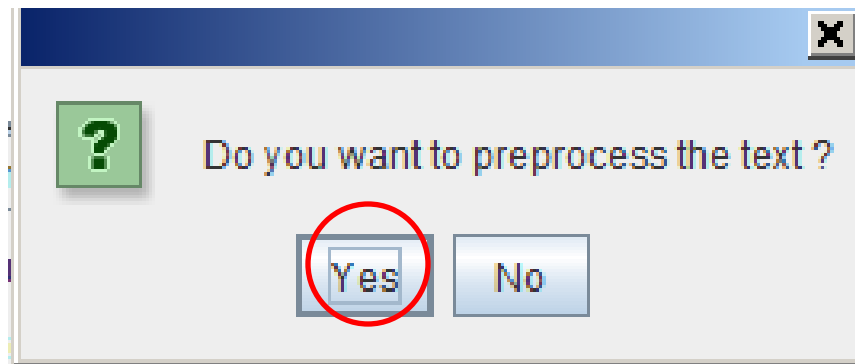 ?
Do you want to preprocess the text ?
Yes No